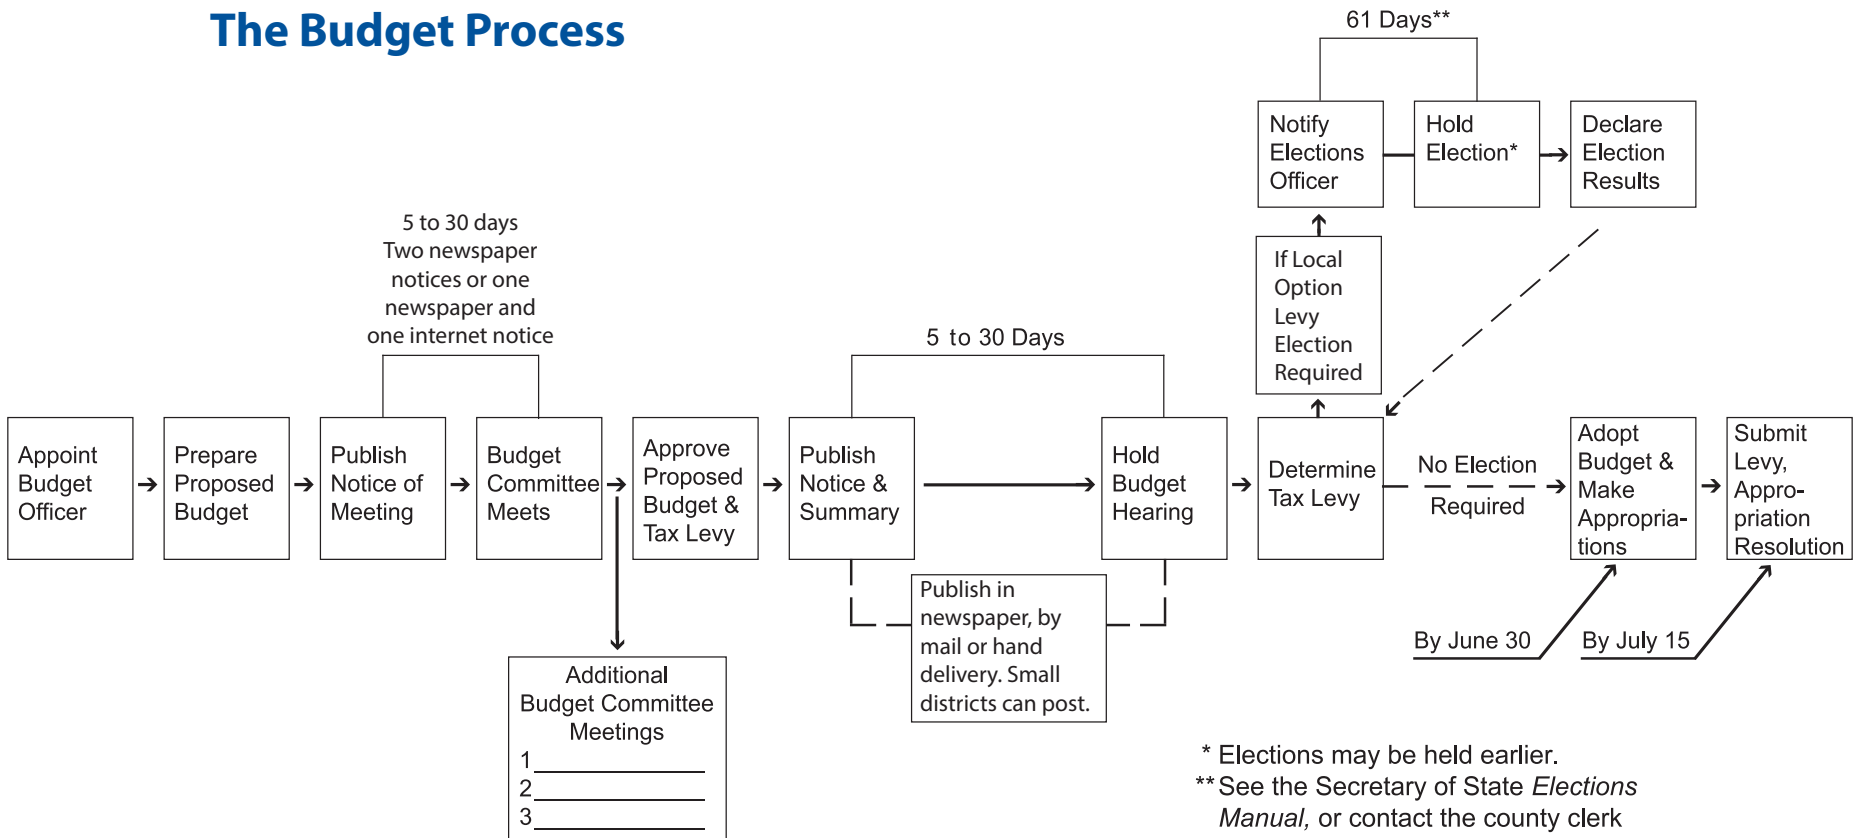 The Budget Process
61 Days**
Notify
Elections
Officer
Hold
Election*
Declare
Election
Results
5 to 30 days
Two newspaper
notices or one
newspaper and
one internet notice
If Local
Option
Levy
Election
Required
5 to 30 Days
Appoint
Budget
Officer
Prepare
Proposed
Budget
Publish
Notice of
Meeting
Budget
Committee
Meets
Approve
Proposed
Budget &
Tax Levy
Publish
Notice &
Summary
Hold
Budget
Hearing
Determine
Tax Levy
No Election
Required
Adopt
Budget &
Make
Appropria-
tions
Submit
Levy,
Appro-
priation
Resolution
Publish in
newspaper, by
mail or hand
delivery. Small
districts can post.
By June 30
By July 15
Additional
Budget Committee
Meetings
1
2
3
* Elections may be held earlier.
** See the Secretary of State Elections
Manual, or contact the county clerk